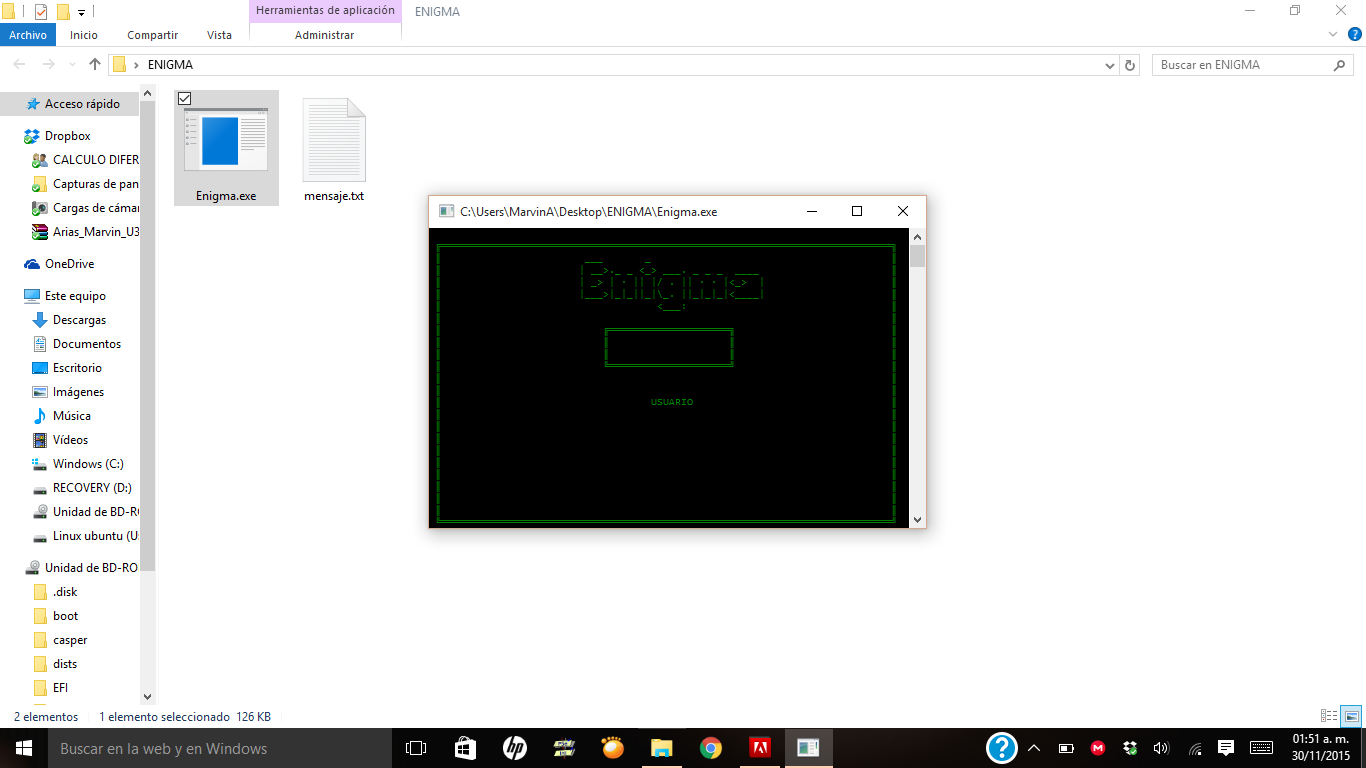 Herramientas de aplicación
ENIGMA
Archivo
Inicio
Compartir
Vista
Administrar
ENIGMA
Buscar en ENIGMA
Acceso rápido
Dropbox
CALCULO DIFER
Capturas de pan
Cargas de cámar
Arias_Marvin_U3
OneDrive
Este equipo
Descargas
Documentos
Escritorio
Imágenes
Música
Vídeos
Windows (C:)
RECOVERY (D:)
Unidad de BD-RO
Linux ubuntu (U:
Unidad de BD-RO
.disk
boot
casper
dists
EFI
Enigma.exe
mensaje.txt
C:\Users\MarvinA\Desktop\ENIGMA\Enigma.exe
Enigma
USUARIO
2 elementos
1 elemento seleccionado 126 KB
Buscar en la web y en Windows
hp
01:51 a. m.
30/11/2015